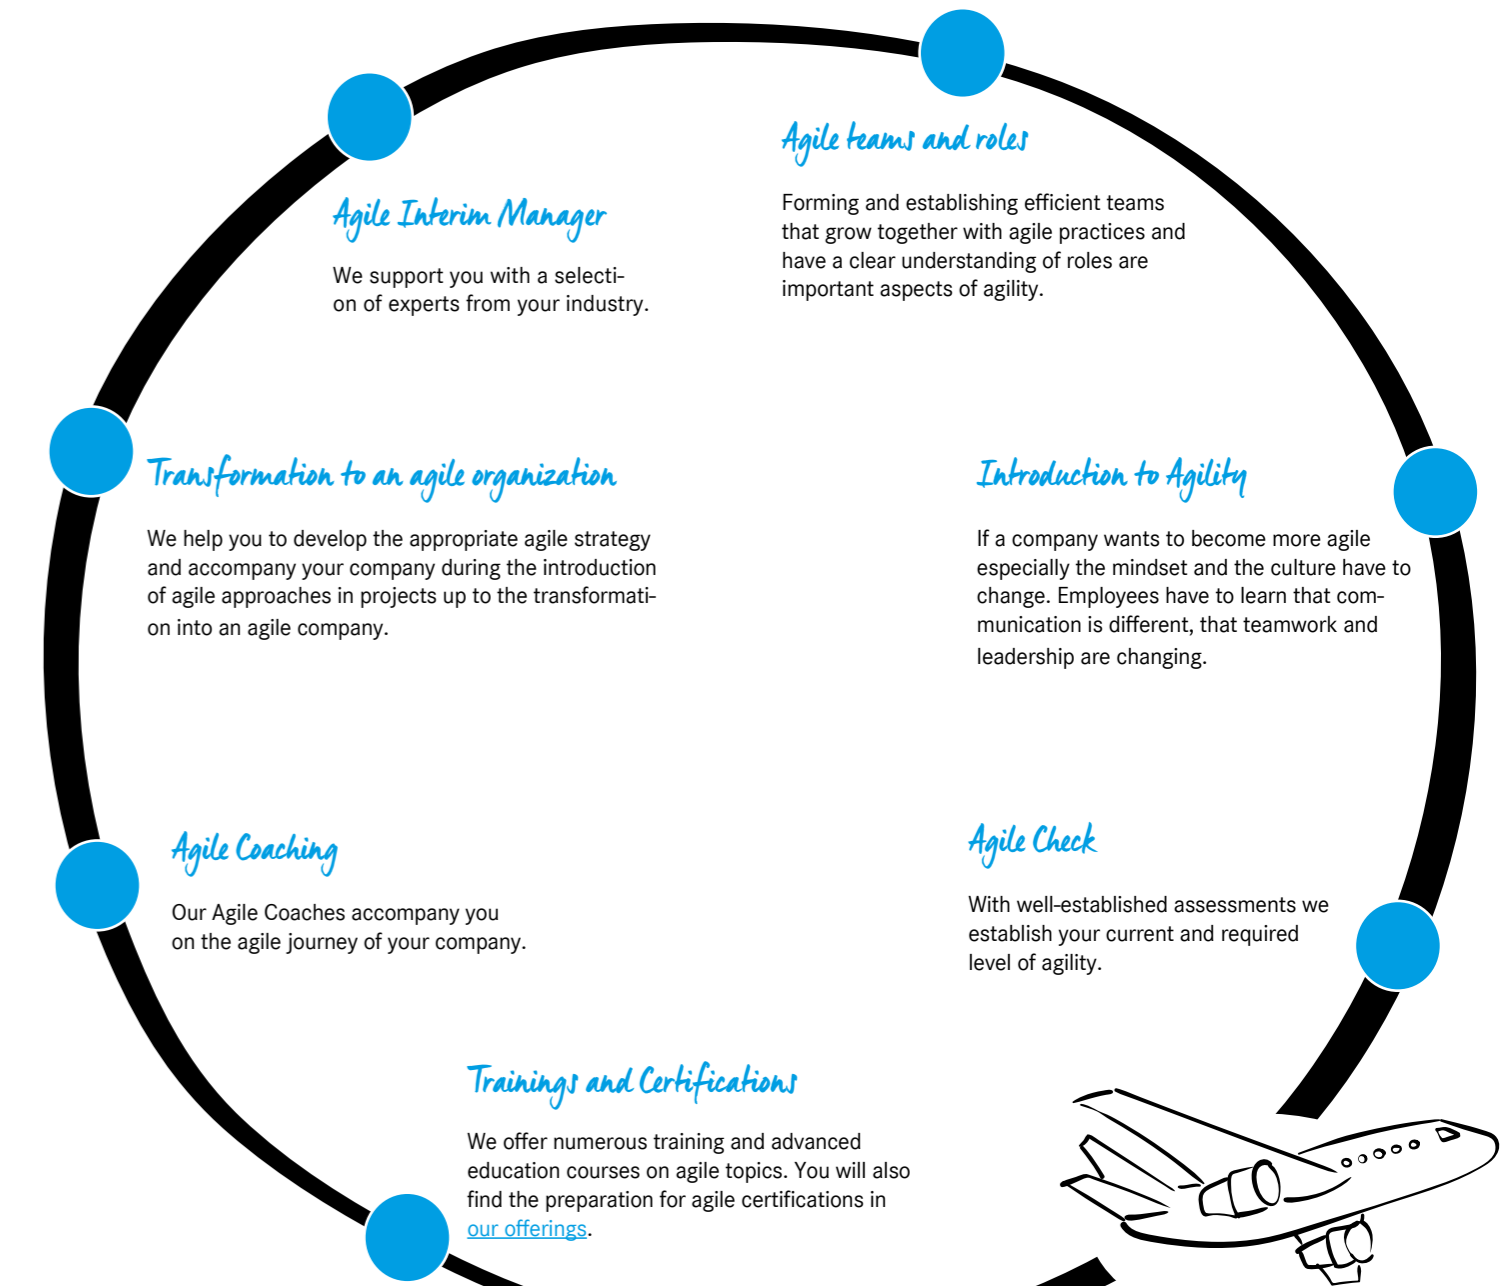 Agile teams and roles
Forming and establishing efficient teams
that grow together with agile practices and
have a clear understanding of roles are
important aspects of agility.
Agile Interim Manager
We support you with a selecti-
on of experts from your industry.
Transformation to an agile organization
We help you to develop the appropriate agile strategy
and accompany your company during the introduction
of agile approaches in projects up to the transformati-
on into an agile company.
Introduction to Agility
If a company wants to become more agile
especially the mindset and the culture have to
change. Employees have to learn that com-
munication is different, that teamwork and
leadership are changing.
Agile Coaching
Our Agile Coaches accompany you
on the agile journey of your company.
Agile Check
With well-established assessments we
establish your current and required
level of agility.
Trainings and Certifications
We offer numerous training and advanced
education courses on agile topics. You will also
find the preparation for agile certifications in
our offerings.